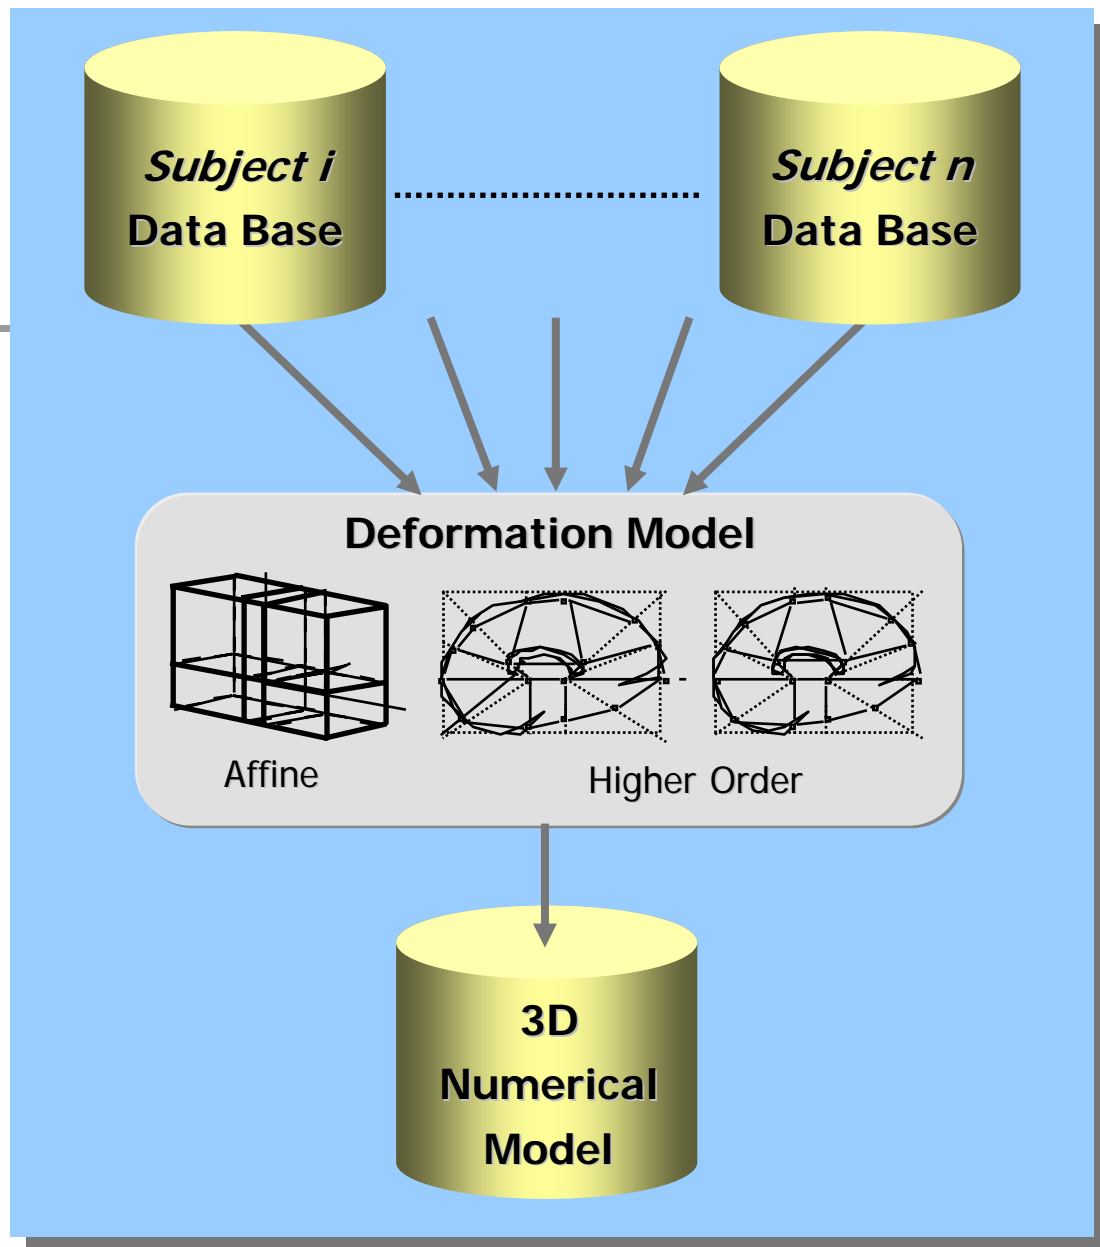 Subject i
Data Base
Subject n
Data Base
Deformation Model
Affine
Higher Order
3D
Numerical
Model